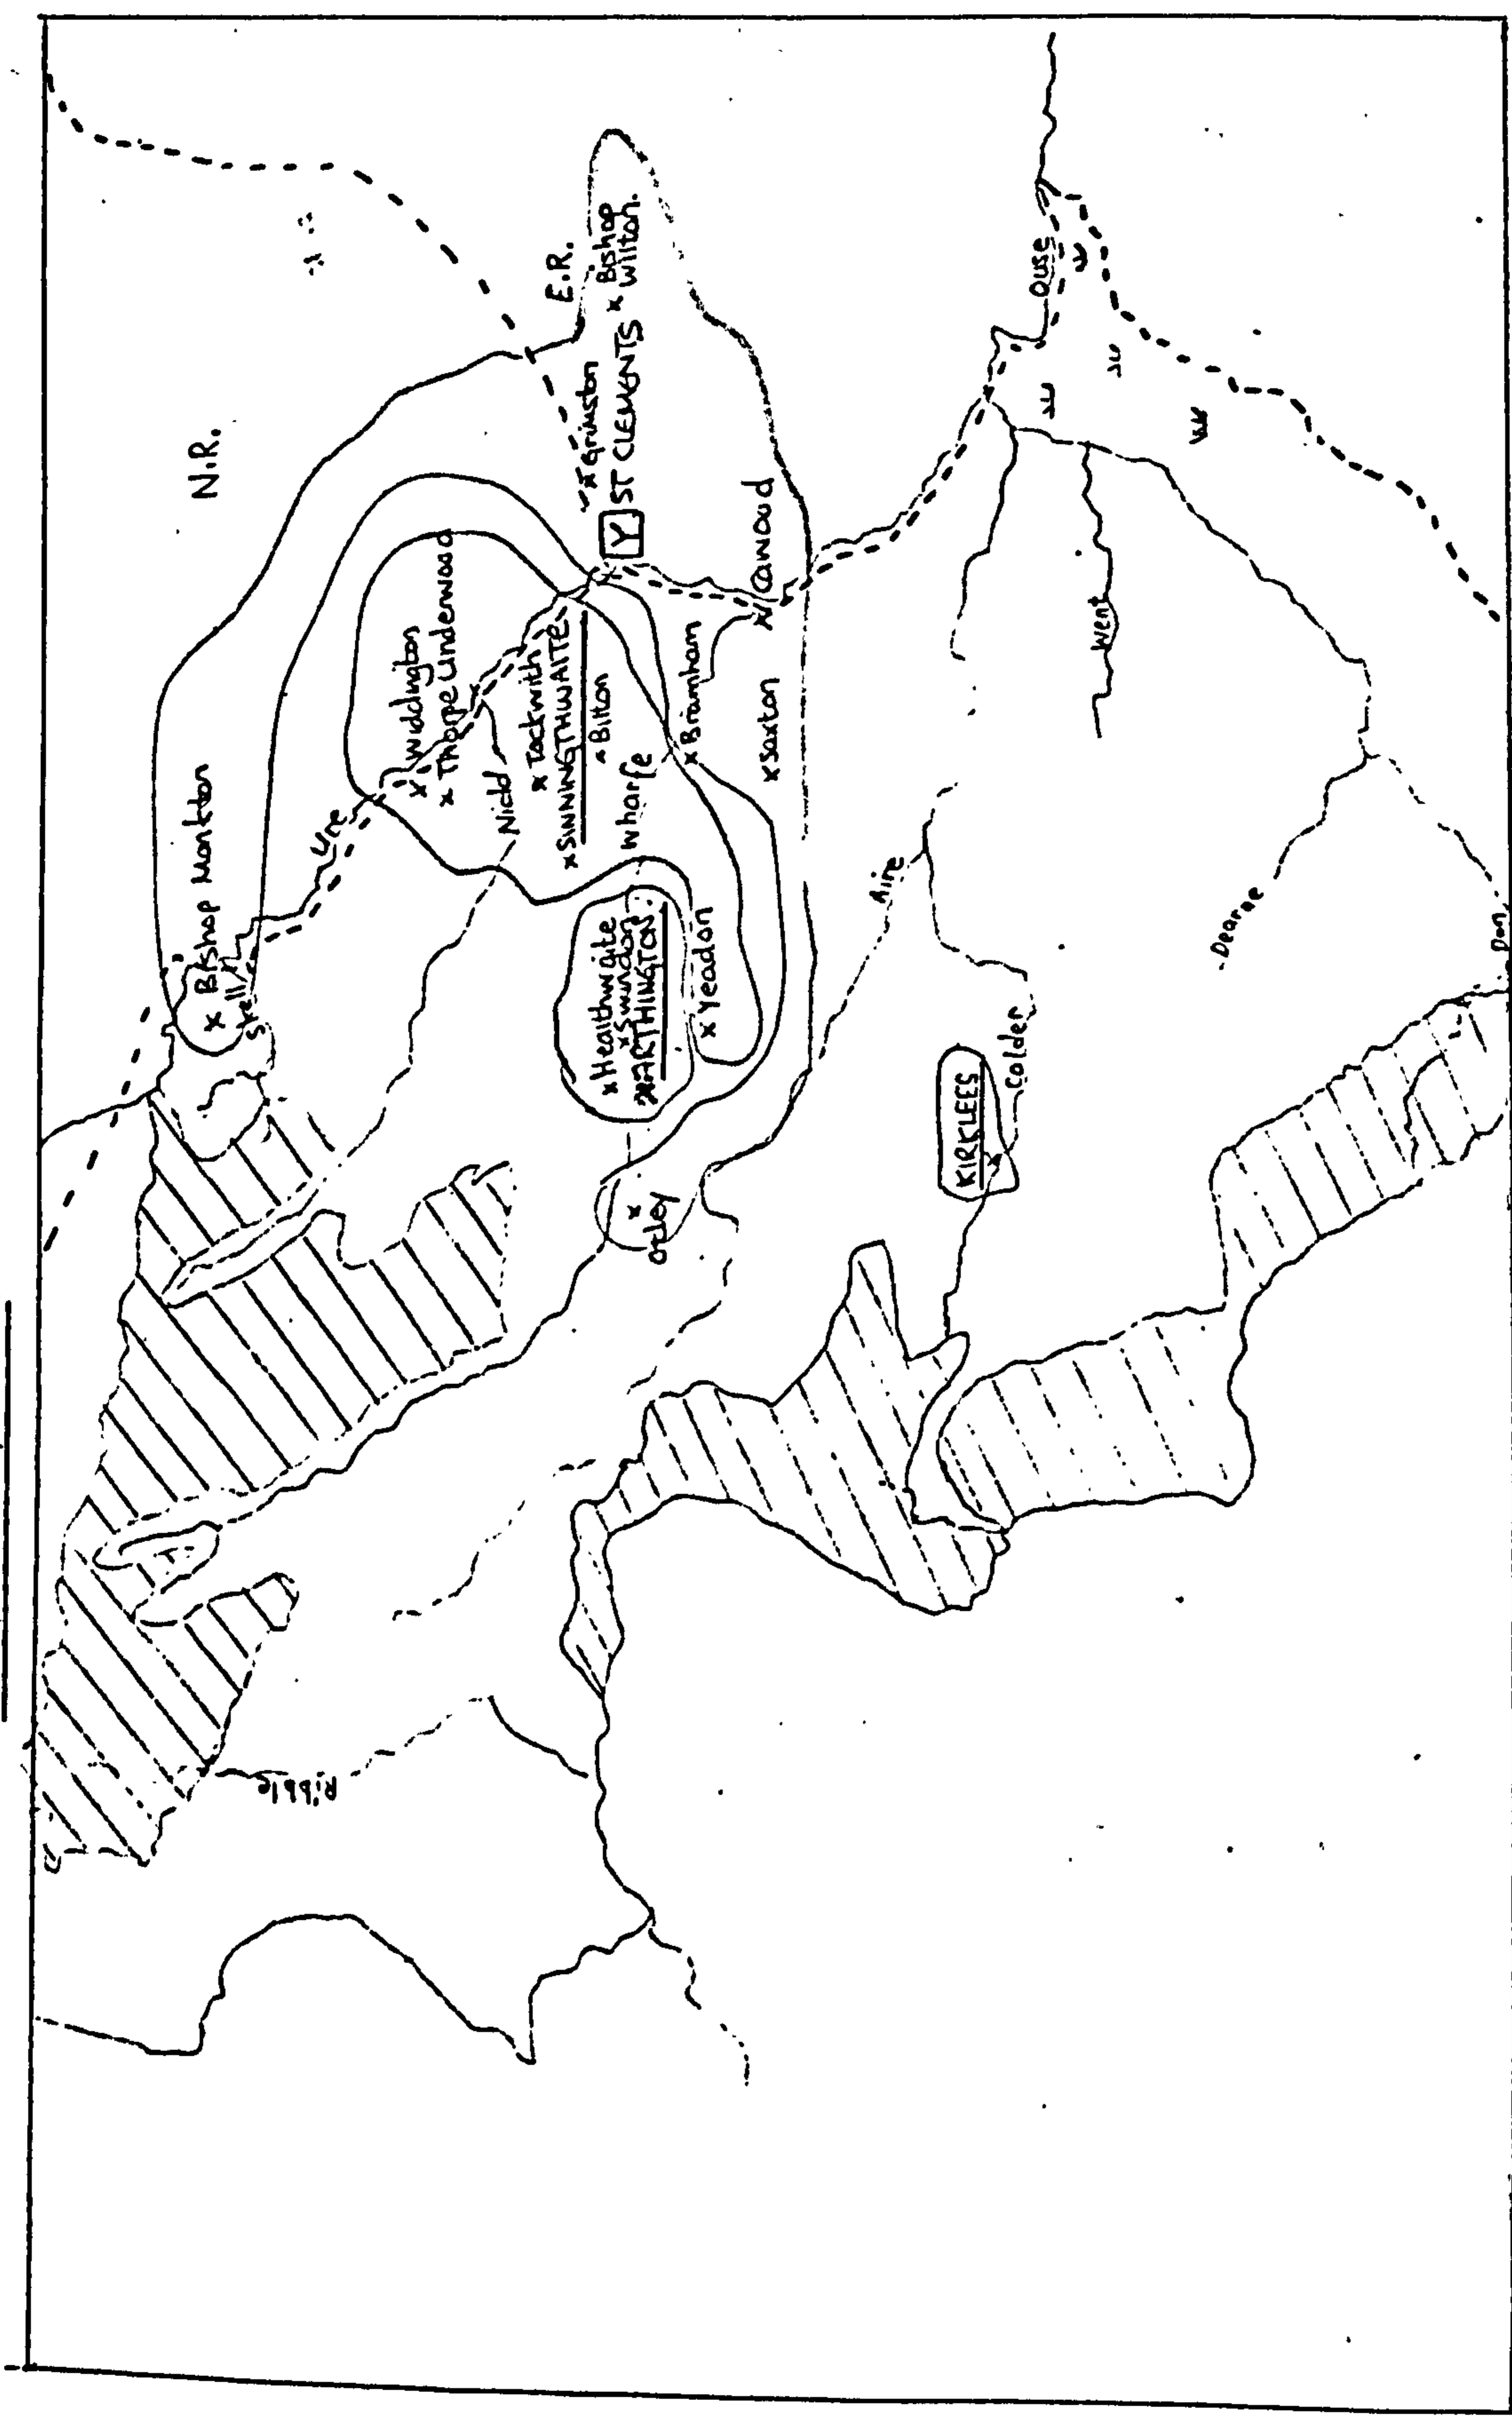 N.R.
E.R.
x Bishop Monkton
Skell
Ure
x Widdington
x Thorpe Underwood
Nidd
x Tockwith
x SINNINGTHWAITE
x Bilton
Wharfe
x Grimston
Y ST CLEMENTS
x Bishop
Wilton.
x Healthwaite
x Swindon
x ARTHINGTON
x Yeadon
x Bramham
x Cawood
x Saxton
x
Otley
Ribble
Aire
KIRKLEES
x
Calder
Ouse
Went
Dearne
Don